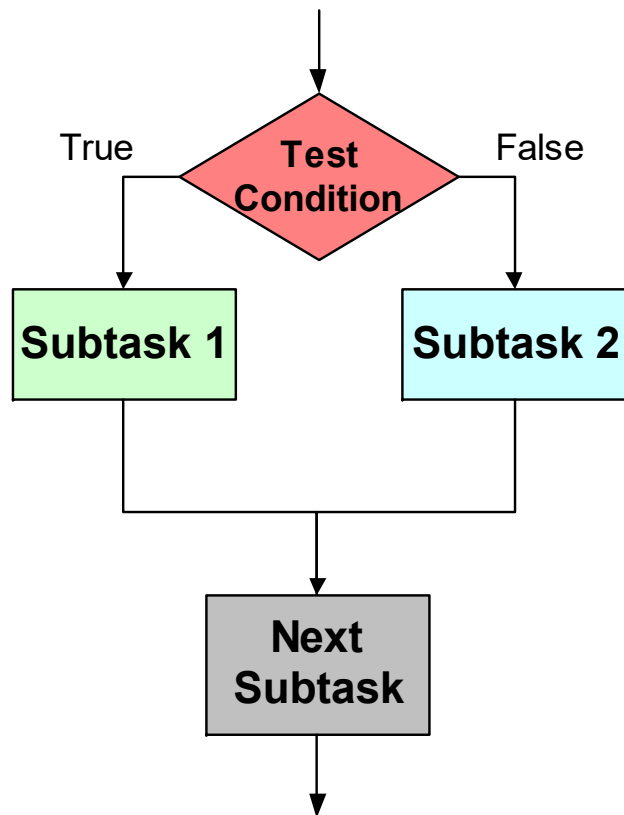 True
Test
Condition
False
Subtask 1
Subtask 2
Next
Subtask